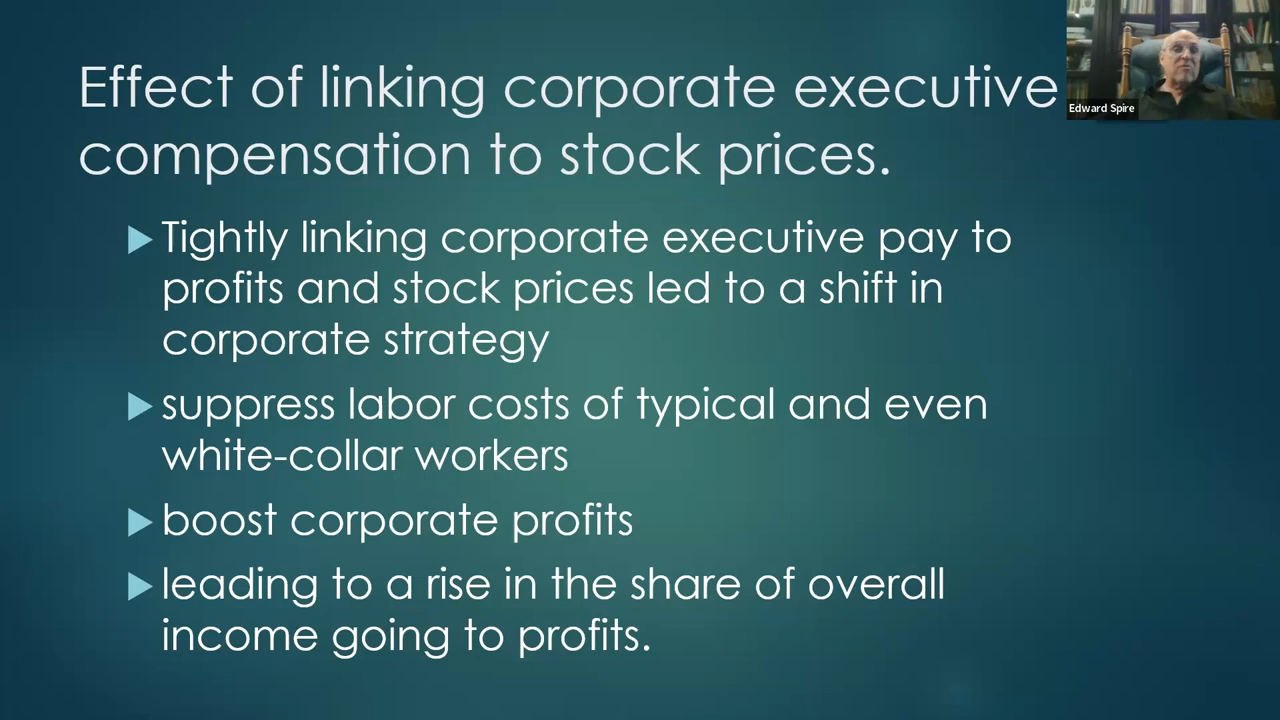 Effect of linking corporate executive
compensation to stock prices.
Edward Spire
Tightly linking corporate executive pay to
profits and stock prices led to a shift in
corporate strategy
suppress labor costs of typical and even
white-collar workers
boost corporate profits
leading to a rise in the share of overall
income going to profits.